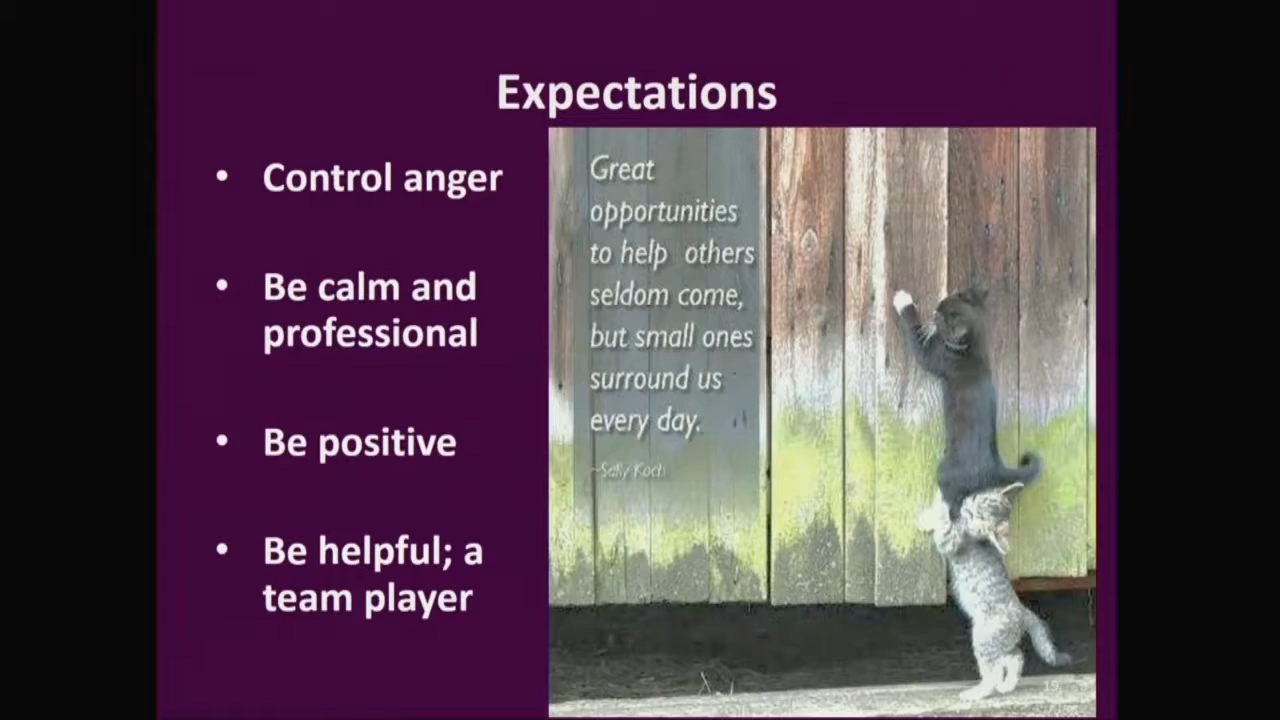 Expectations
• Control anger
• Be calm and
professional
• Be positive
• Be helpful; a
team player
Great
opportunities
to help others
seldom come,
but small ones
surround us
every day.
~Sally Koch
15